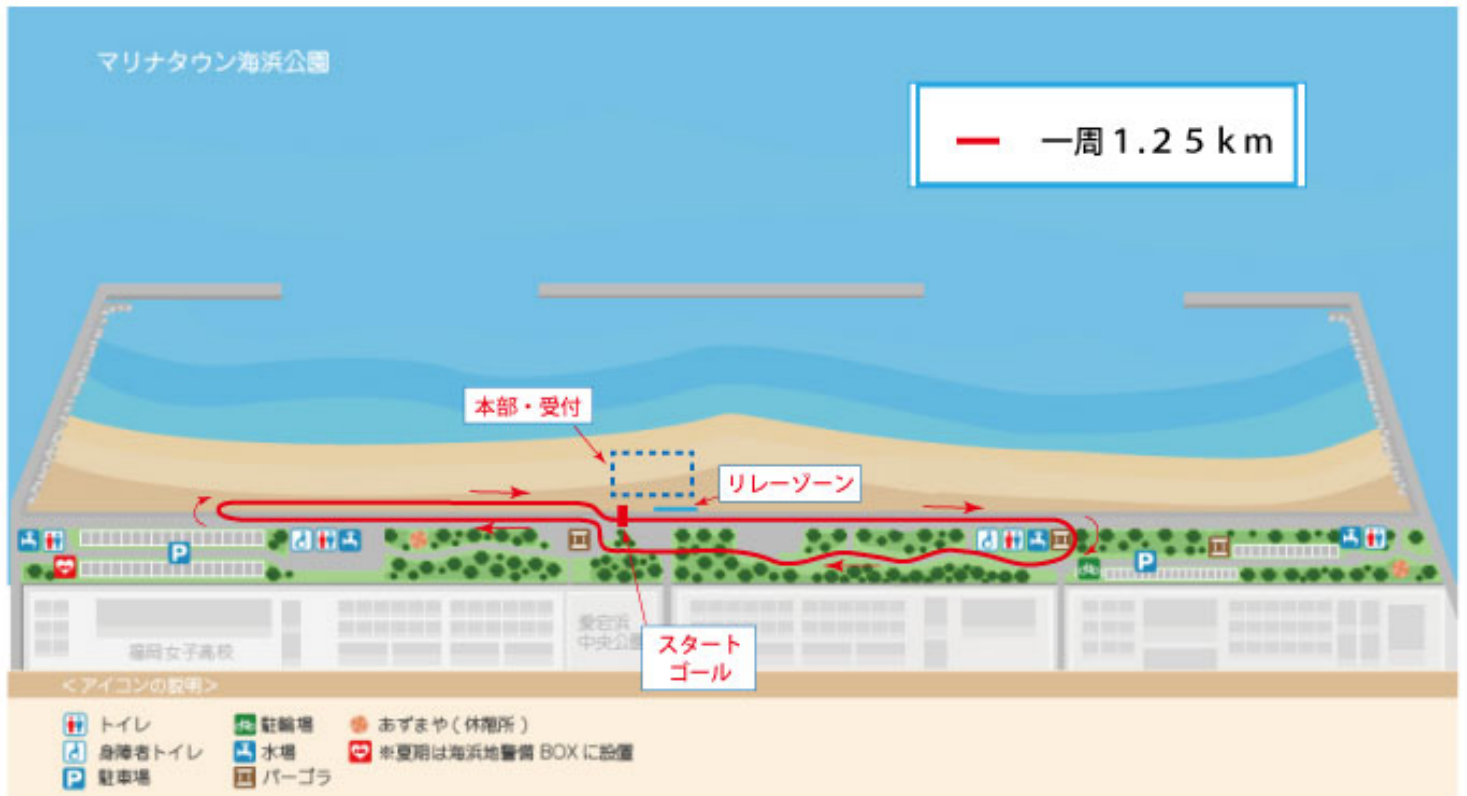 マリナタウン海浜公園
一周1.25km
本部・受付
リレーゾーン
P
P
愛宕浜
中央公園
福岡女子高校
スタート
ゴール
<アイコンの説明>
トイレ
駐輪場
あずまや(休憩所)
身障者トイレ
水場
※夏期は海浜地警備BOXに設置
P 駐車場
パーゴラ